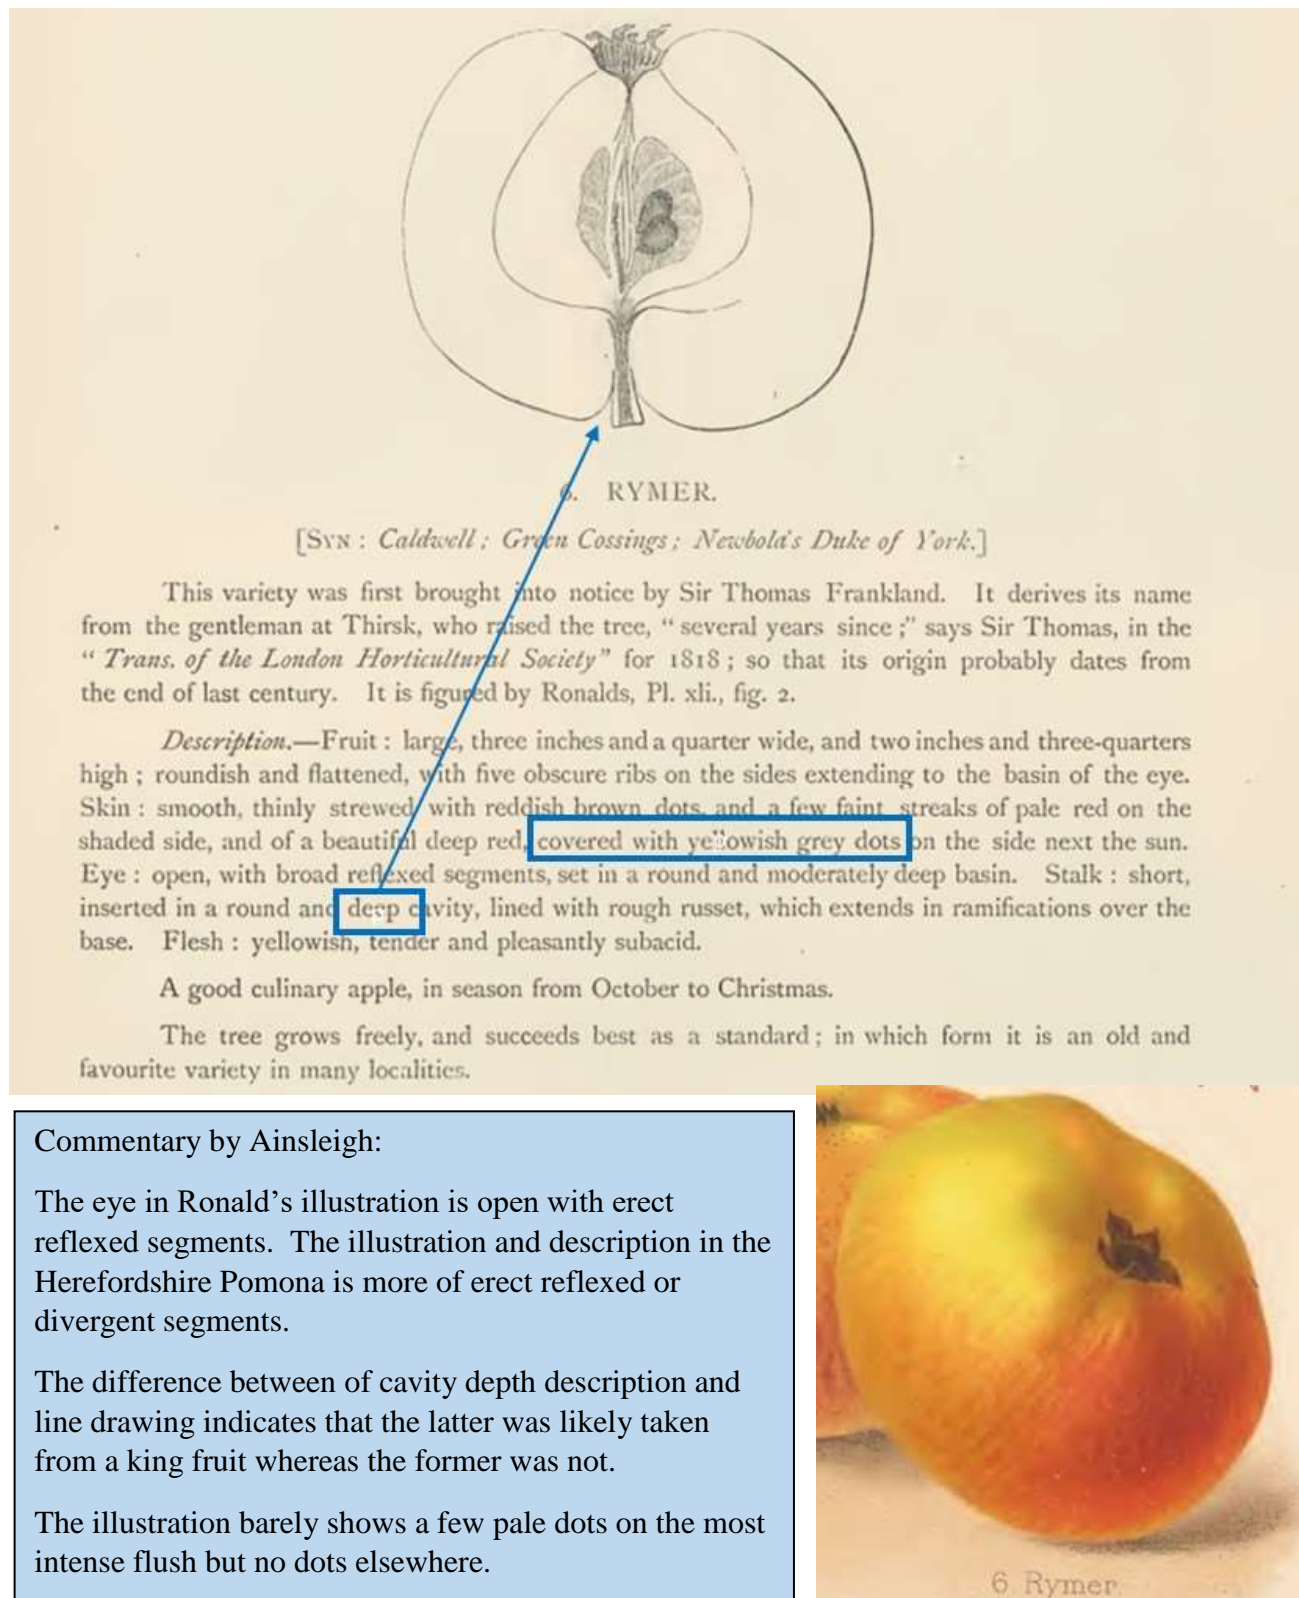 6. RYMER.
[SYN : Caldwell ; Green Cossings ; Newbold's Duke of York.]
This variety was first brought into notice by Sir Thomas Frankland. It derives its name
from the gentleman at Thirsk, who raised the tree, “ several years since ;” says Sir Thomas, in the
“ Trans. of the London Horticultural Society” for 1818 ; so that its origin probably dates from
the end of last century. It is figured by Ronalds, Pl. xli., fig. 2.
Description.—Fruit : large, three inches and a quarter wide, and two inches and three-quarters
high ; roundish and flattened, with five obscure ribs on the sides extending to the basin of the eye.
Skin : smooth, thinly strewed with reddish brown dots, and a few faint streaks of pale red on the
shaded side, and of a beautiful deep red, covered with yellowish grey dots on the side next the sun.
Eye : open, with broad reflexed segments, set in a round and moderately deep basin. Stalk : short,
inserted in a round and deep cavity, lined with rough russet, which extends in ramifications over the
base. Flesh : yellowish, tender and pleasantly subacid.
A good culinary apple, in season from October to Christmas.
The tree grows freely, and succeeds best as a standard ; in which form it is an old and
favourite variety in many localities.
Commentary by Ainsleigh:
The eye in Ronald’s illustration is open with erect
reflexed segments. The illustration and description in the
Herefordshire Pomona is more of erect reflexed or
divergent segments.
The difference between of cavity depth description and
line drawing indicates that the latter was likely taken
from a king fruit whereas the former was not.
The illustration barely shows a few pale dots on the most
intense flush but no dots elsewhere.
6 Rymer